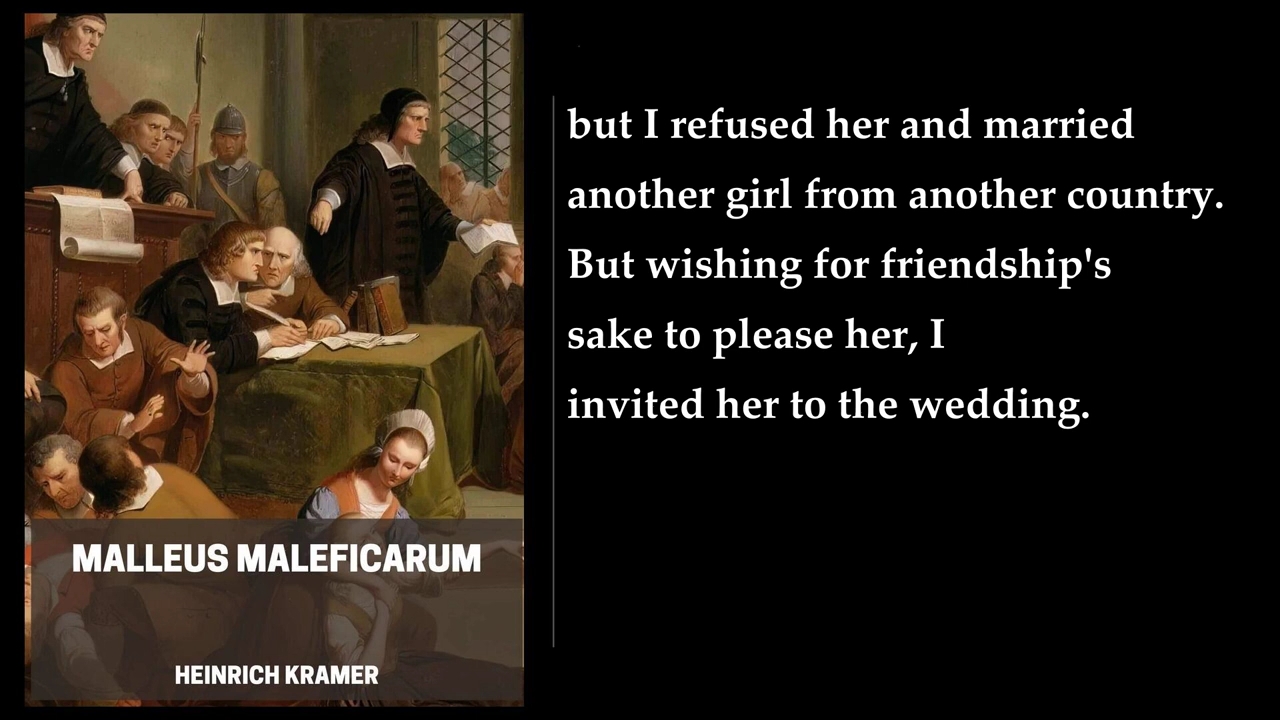 MALLEUS MALEFICARUM
HEINRICH KRAMER
but I refused her and married
another girl from another country.
But wishing for friendship's
sake to please her, I
invited her to the wedding.